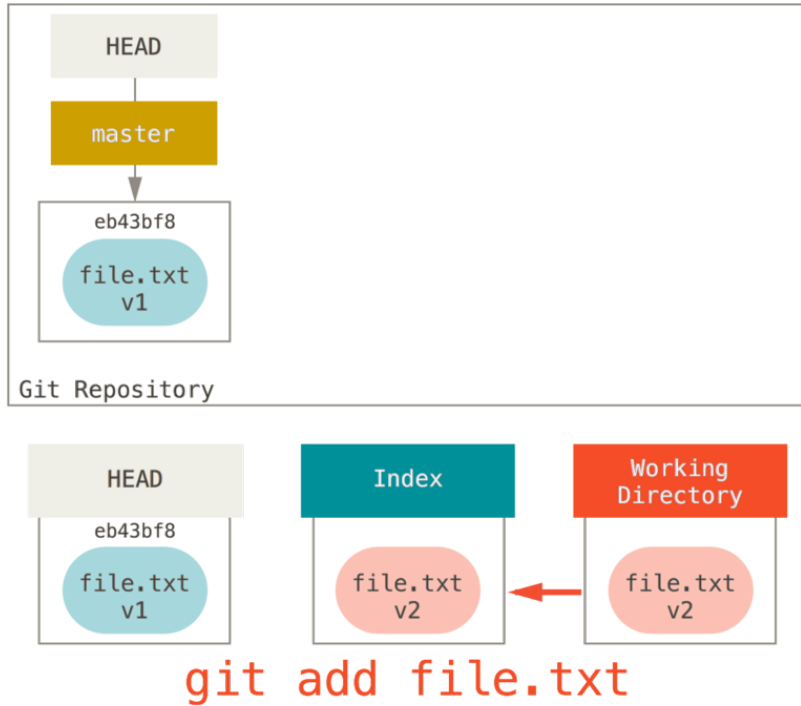 HEAD
master
eb43bf8
file.txt
v1
Git Repository
HEAD
eb43bf8
file.txt
v1
Index
file.txt
v2
Working
Directory
file.txt
v2
git add file.txt